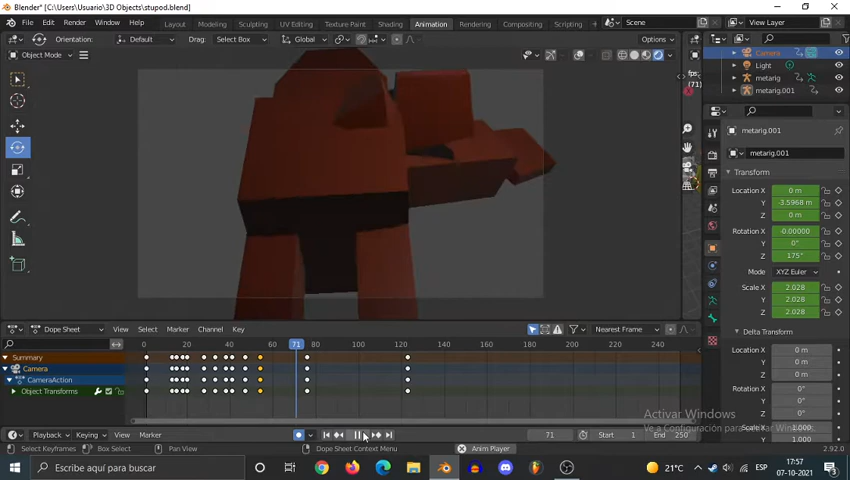 Blender* [C:\Users\Usuario\3D Objects\stupod.blend]
File Edit Render Window Help Layout Modeling Sculpting UV Editing Texture Paint Shading Animation Rendering Compositing Scripting Scene View Layer
Orientation: Default Drag: Select Box Global Options
Object Mode
fps
(71)
Camera
Light
metarig
metarig.001
metarig.001
metarig.001
Transform
Location X 0 m
Y -3.5968 m
Z 0 m
Rotation X -0.00000
Y 0°
Z 175°
Mode XYZ Euler
Scale X 2.028
Y 2.028
Z 2.028
Delta Transform
Location X 0 m
Y 0 m
Z 0 m
Rotation X 0°
Y 0°
Z 0°
Scale X 1.000
Y 1.000
Dope Sheet View Select Marker Channel Key Nearest Frame
0 20 40 60 71 80 100 120 140 160 180 200 220 240
Summary
Camera
CameraAction
Object Transforms
Activar Windows
Ve a Configuración para activar Windows.
Playback Keying View Marker 71 Start 1 End 250
Select Keyframes Box Select Pan View Dope Sheet Context Menu Anim Player 2.92.0
Escribe aquí para buscar 21°C ESP 17:57
07-10-2021
3